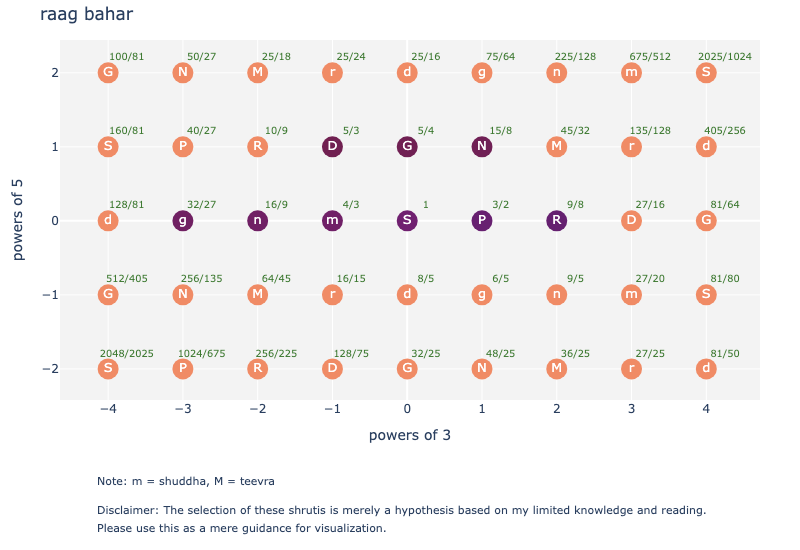 raag bahar
100/81 50/27 25/18 25/24 25/16 75/64 225/128 675/512 2025/1024
2 G N M r d g n m S
160/81 40/27 10/9 5/3 5/4 15/8 45/32 135/128 405/256
1 S P R D G N M r d
128/81 32/27 16/9 4/3 1 3/2 9/8 27/16 81/64
0 d g n m S P R D G
512/405 256/135 64/45 16/15 8/5 6/5 9/5 27/20 81/80
−1 G N M r d g n m S
2048/2025 1024/675 256/225 128/75 32/25 48/25 36/25 27/25 81/50
−2 S P R D G N M r d
powers of 5
−4 −3 −2 −1 0 1 2 3 4
powers of 3
Note: m = shuddha, M = teevra
Disclaimer: The selection of these shrutis is merely a hypothesis based on my limited knowledge and reading.
Please use this as a mere guidance for visualization.